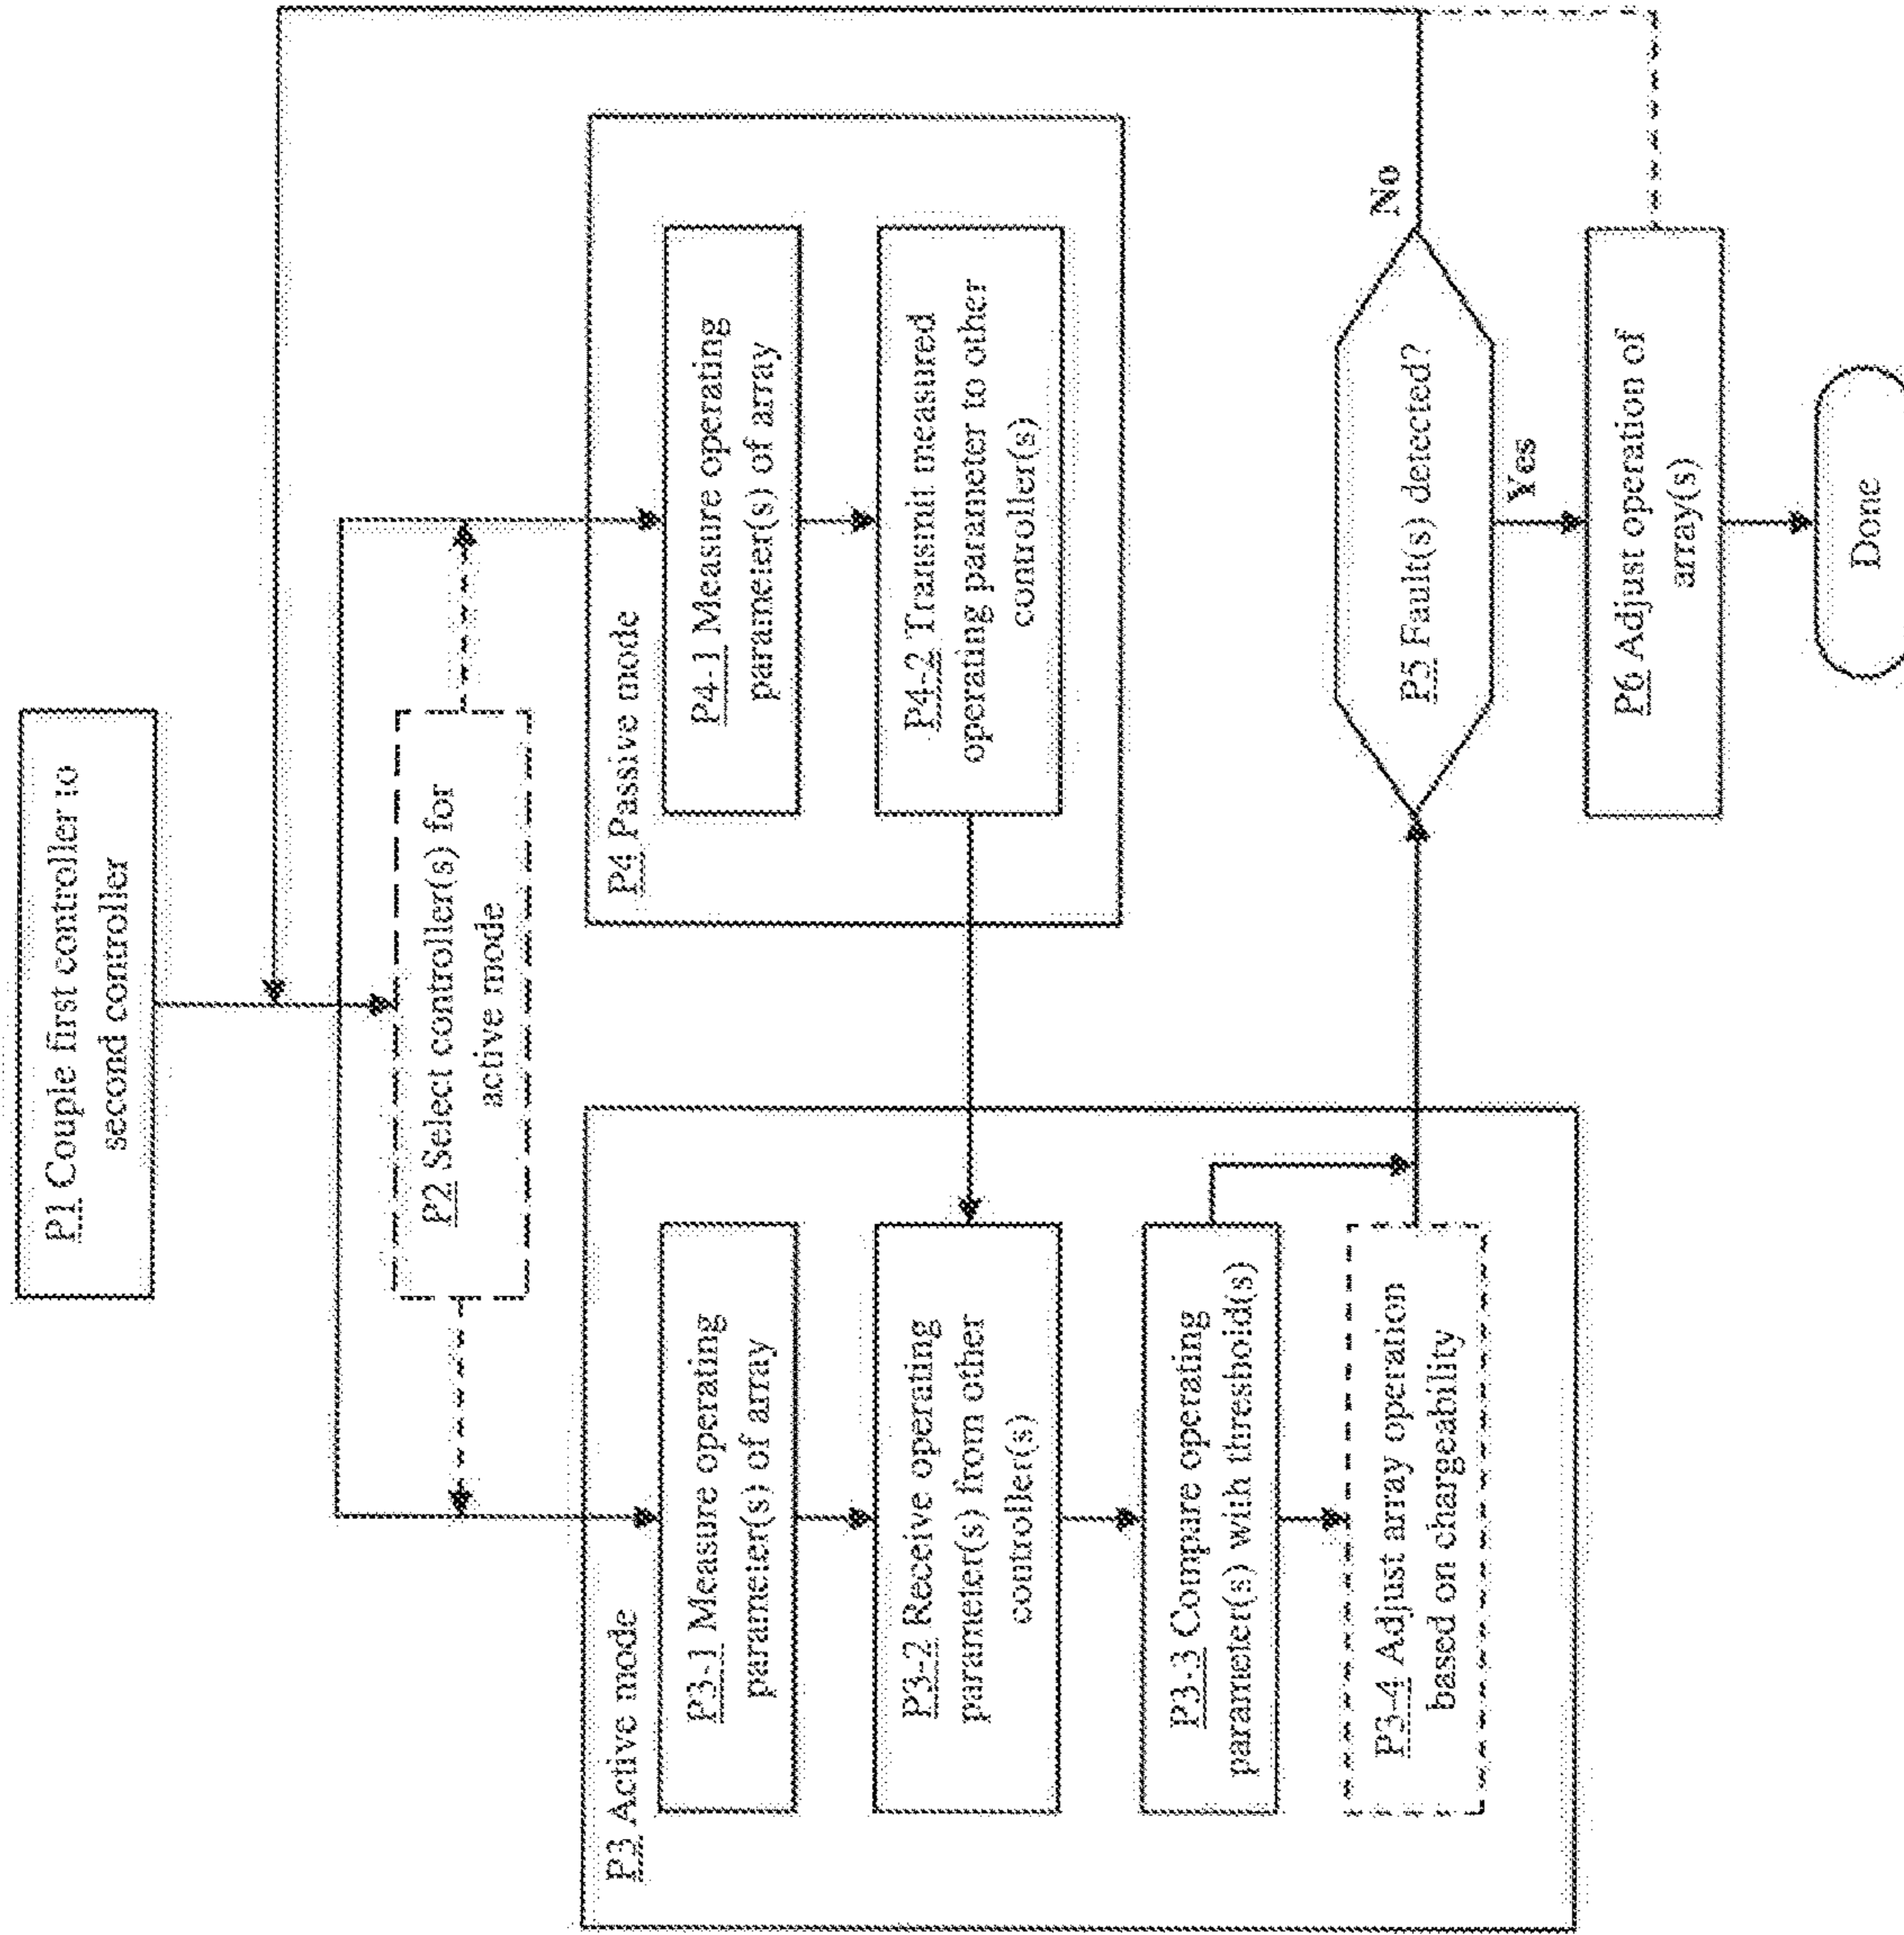 P1 Couple first controller to
second controller
P2 Select controller(s) for
active mode
P3 Active mode
P3-1 Measure operating
parameter(s) of array
P3-2 Receive operating
parameter(s) from other
controller(s)
P3-3 Compare operating
parameter(s) with threshold(s)
P3-4 Adjust array operation
based on chargeability
P4 Passive mode
P4-1 Measure operating
parameter(s) of array
P4-2 Transmit measured
operating parameter to other
controller(s)
P5 Fault(s) detected?
No
Yes
P6 Adjust operation of
array(s)
Done